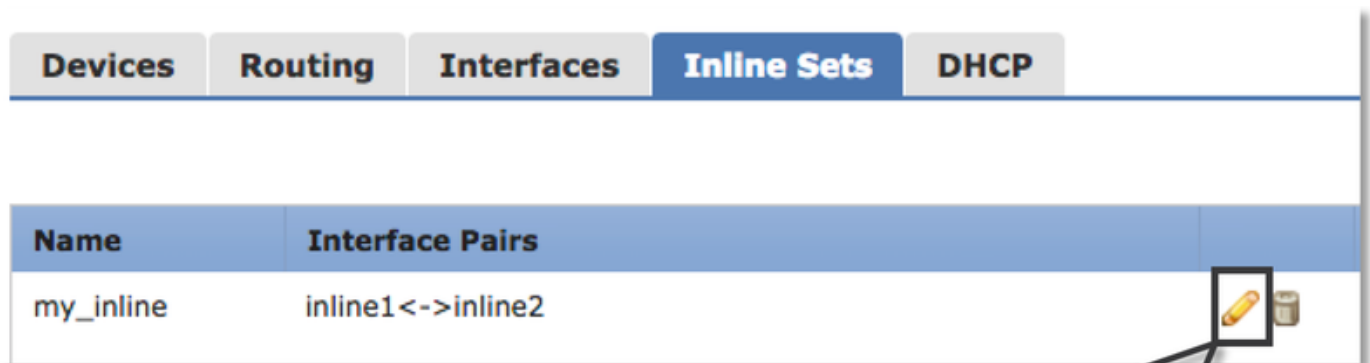 Devices Routing Interfaces Inline Sets DHCP
Name Interface Pairs
my_inline inline1<->inline2